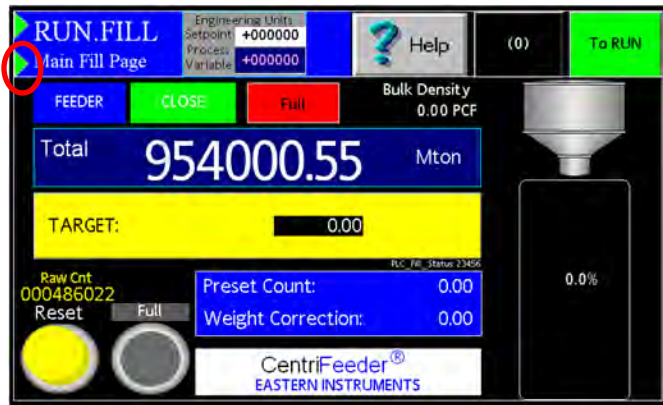 RUN.FILL
Main Fill Page
Engineering Units
Setpoint +000000
Process
Variable +000000
? Help
(0)
To RUN
FEEDER
CLOSE
Full
Bulk Density
0.00 PCF
Total 954000.55 Mton
TARGET: 0.00
PLC_Fill_Status 23456
Raw Cnt
000486022
Reset
Full
Preset Count: 0.00
Weight Correction: 0.00
0.0%
CentriFeeder®
EASTERN INSTRUMENTS